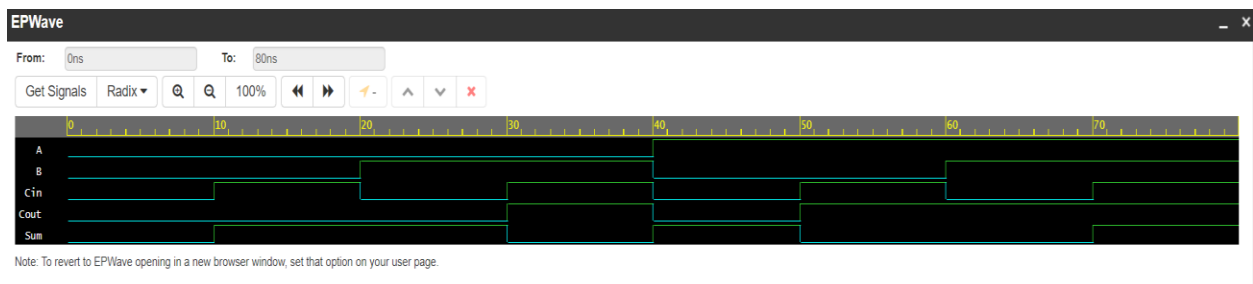 EPWave
From: 0ns To: 80ns
Get Signals Radix 100% -
0 10 20 30 40 50 60 70
A
B
Cin
Cout
Sum
Note: To revert to EPWave opening in a new browser window, set that option on your user page.